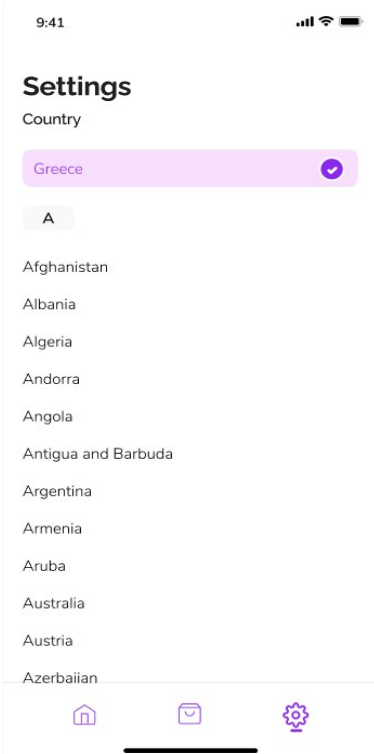 9:41
Settings
Country
Greece
A
Afghanistan
Albania
Algeria
Andorra
Angola
Antigua and Barbuda
Argentina
Armenia
Aruba
Australia
Austria
Azerbaijan